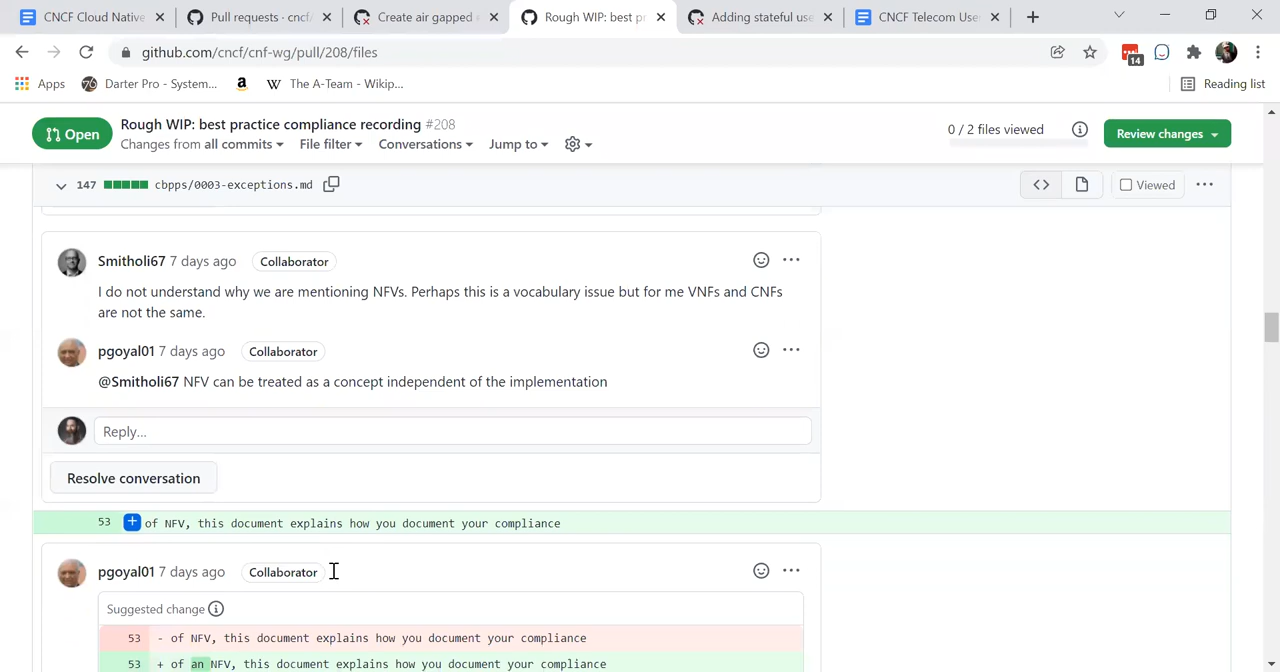 CNCF Cloud Native
Pull requests · cncf/
Create air gapped
Rough WIP: best pr
Adding stateful use
CNCF Telecom Use
github.com/cncf/cnf-wg/pull/208/files
14
Apps
Darter Pro - System...
The A-Team - Wikip...
Reading list
Open
Rough WIP: best practice compliance recording #208
Changes from all commits
File filter
Conversations
Jump to
0 / 2 files viewed
Review changes
147
cbpps/0003-exceptions.md
Viewed
Smitholi67 7 days ago
Collaborator
I do not understand why we are mentioning NFVs. Perhaps this is a vocabulary issue but for me VNFs and CNFs
are not the same.
pgoyal01 7 days ago
Collaborator
@Smitholi67 NFV can be treated as a concept independent of the implementation
Reply...
Resolve conversation
53 + of NFV, this document explains how you document your compliance
pgoyal01 7 days ago
Collaborator
Suggested change
53 - of NFV, this document explains how you document your compliance
53 + of an NFV, this document explains how you document your compliance